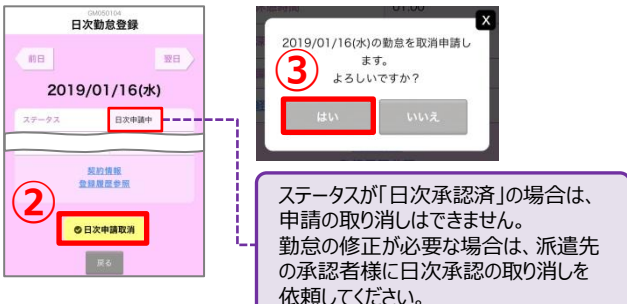 GM050104
日次勤怠登録
前日
翌日
2019/01/16(水)
ステータス 日次申請中
契約情報
登録履歴参照
②
日次申請取消
戻る
01:00
X
2019/01/16(水)の勤怠を取消申請し
ます。
よろしいですか？
③
はい いいえ
ステータスが「日次承認済」の場合は、
申請の取り消しはできません。
勤怠の修正が必要な場合は、派遣先
の承認者様に日次承認の取り消しを
依頼してください。